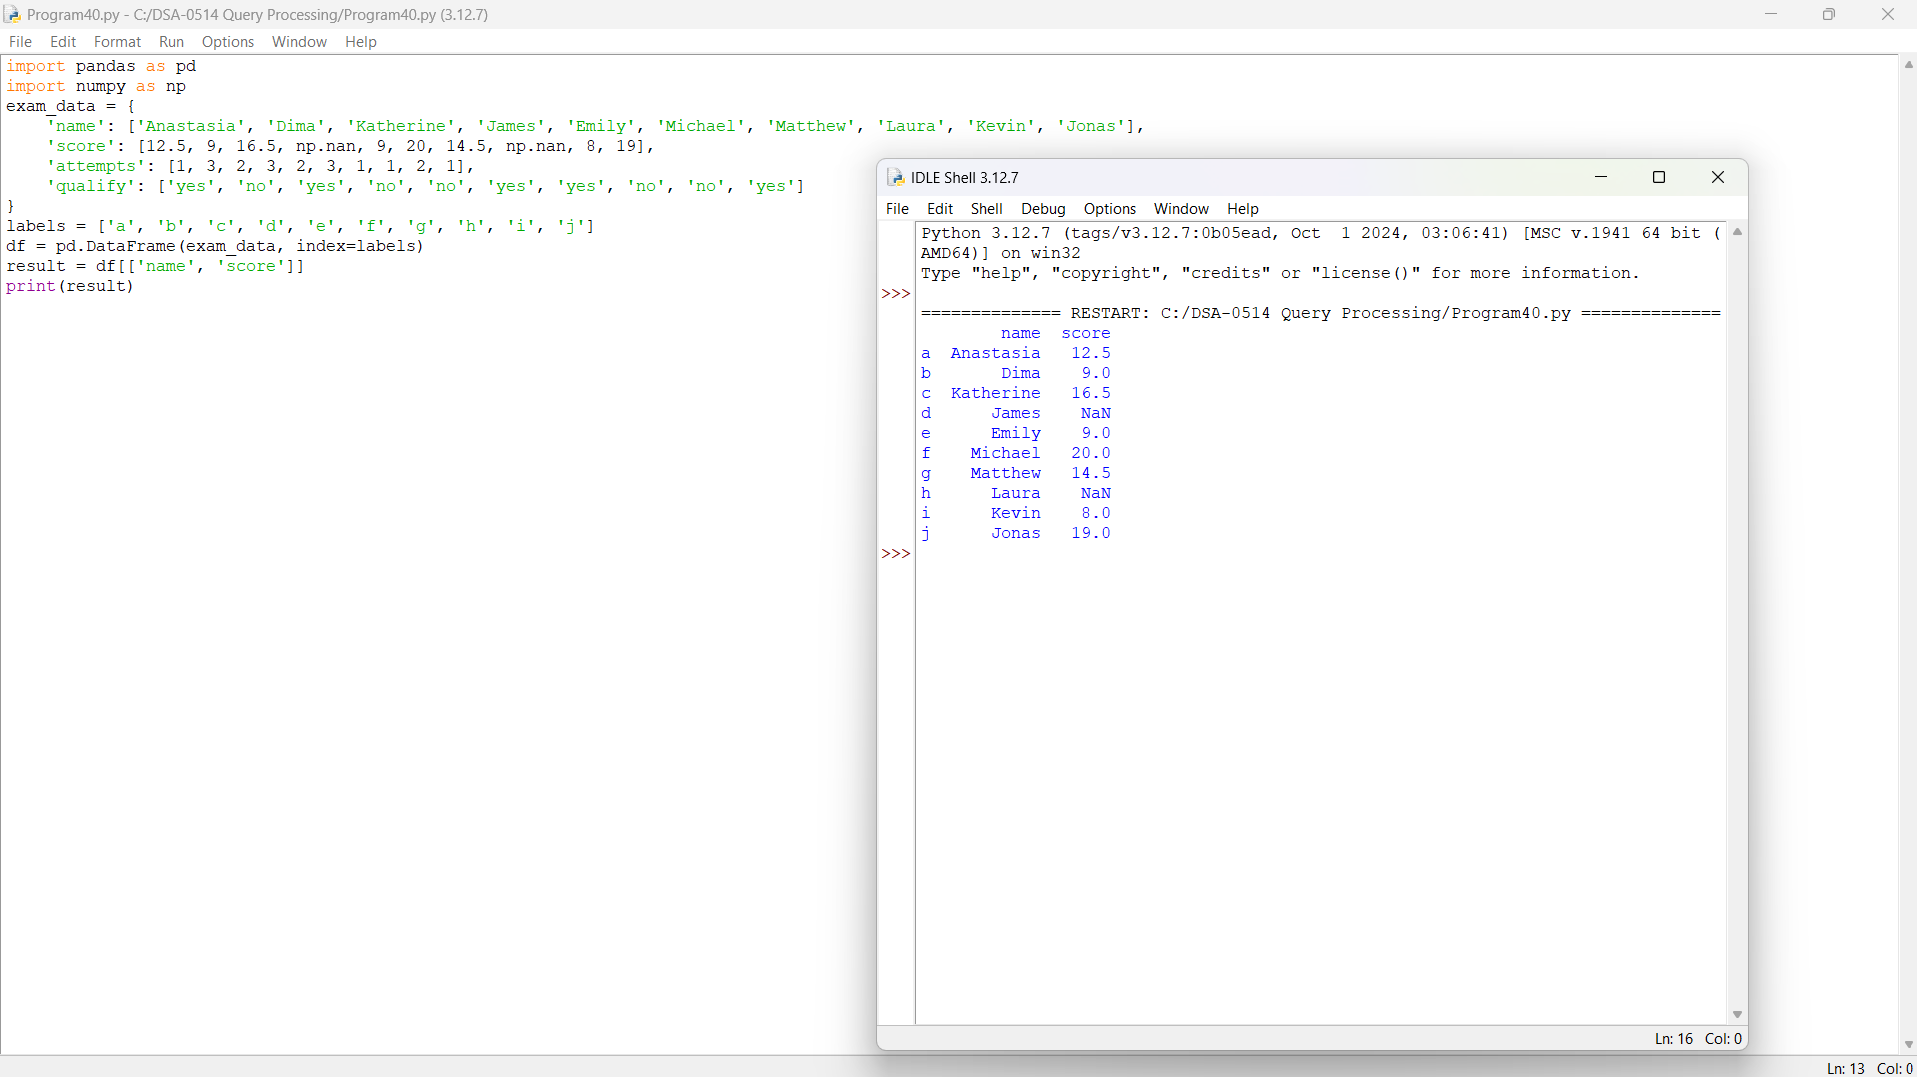 Program40.py - C:/DSA-0514 Query Processing/Program40.py (3.12.7)
File Edit Format Run Options Window Help
import pandas as pd
import numpy as np
exam_data = {
    'name': ['Anastasia', 'Dima', 'Katherine', 'James', 'Emily', 'Michael', 'Matthew', 'Laura', 'Kevin', 'Jonas'],
    'score': [12.5, 9, 16.5, np.nan, 9, 20, 14.5, np.nan, 8, 19],
    'attempts': [1, 3, 2, 3, 2, 3, 1, 1, 2, 1],
    'qualify': ['yes', 'no', 'yes', 'no', 'no', 'yes', 'yes', 'no', 'no', 'yes']
}
labels = ['a', 'b', 'c', 'd', 'e', 'f', 'g', 'h', 'i', 'j']
df = pd.DataFrame(exam_data, index=labels)
result = df[['name', 'score']]
print(result)
IDLE Shell 3.12.7
File Edit Shell Debug Options Window Help
Python 3.12.7 (tags/v3.12.7:0b05ead, Oct  1 2024, 03:06:41) [MSC v.1941 64 bit (
AMD64)] on win32
Type "help", "copyright", "credits" or "license()" for more information.
>>>
============== RESTART: C:/DSA-0514 Query Processing/Program40.py ==============
        name  score
a  Anastasia   12.5
b       Dima    9.0
c  Katherine   16.5
d      James    NaN
e      Emily    9.0
f    Michael   20.0
g    Matthew   14.5
h      Laura    NaN
i      Kevin    8.0
j      Jonas   19.0
>>>
Ln: 16 Col: 0
Ln: 13 Col: 0